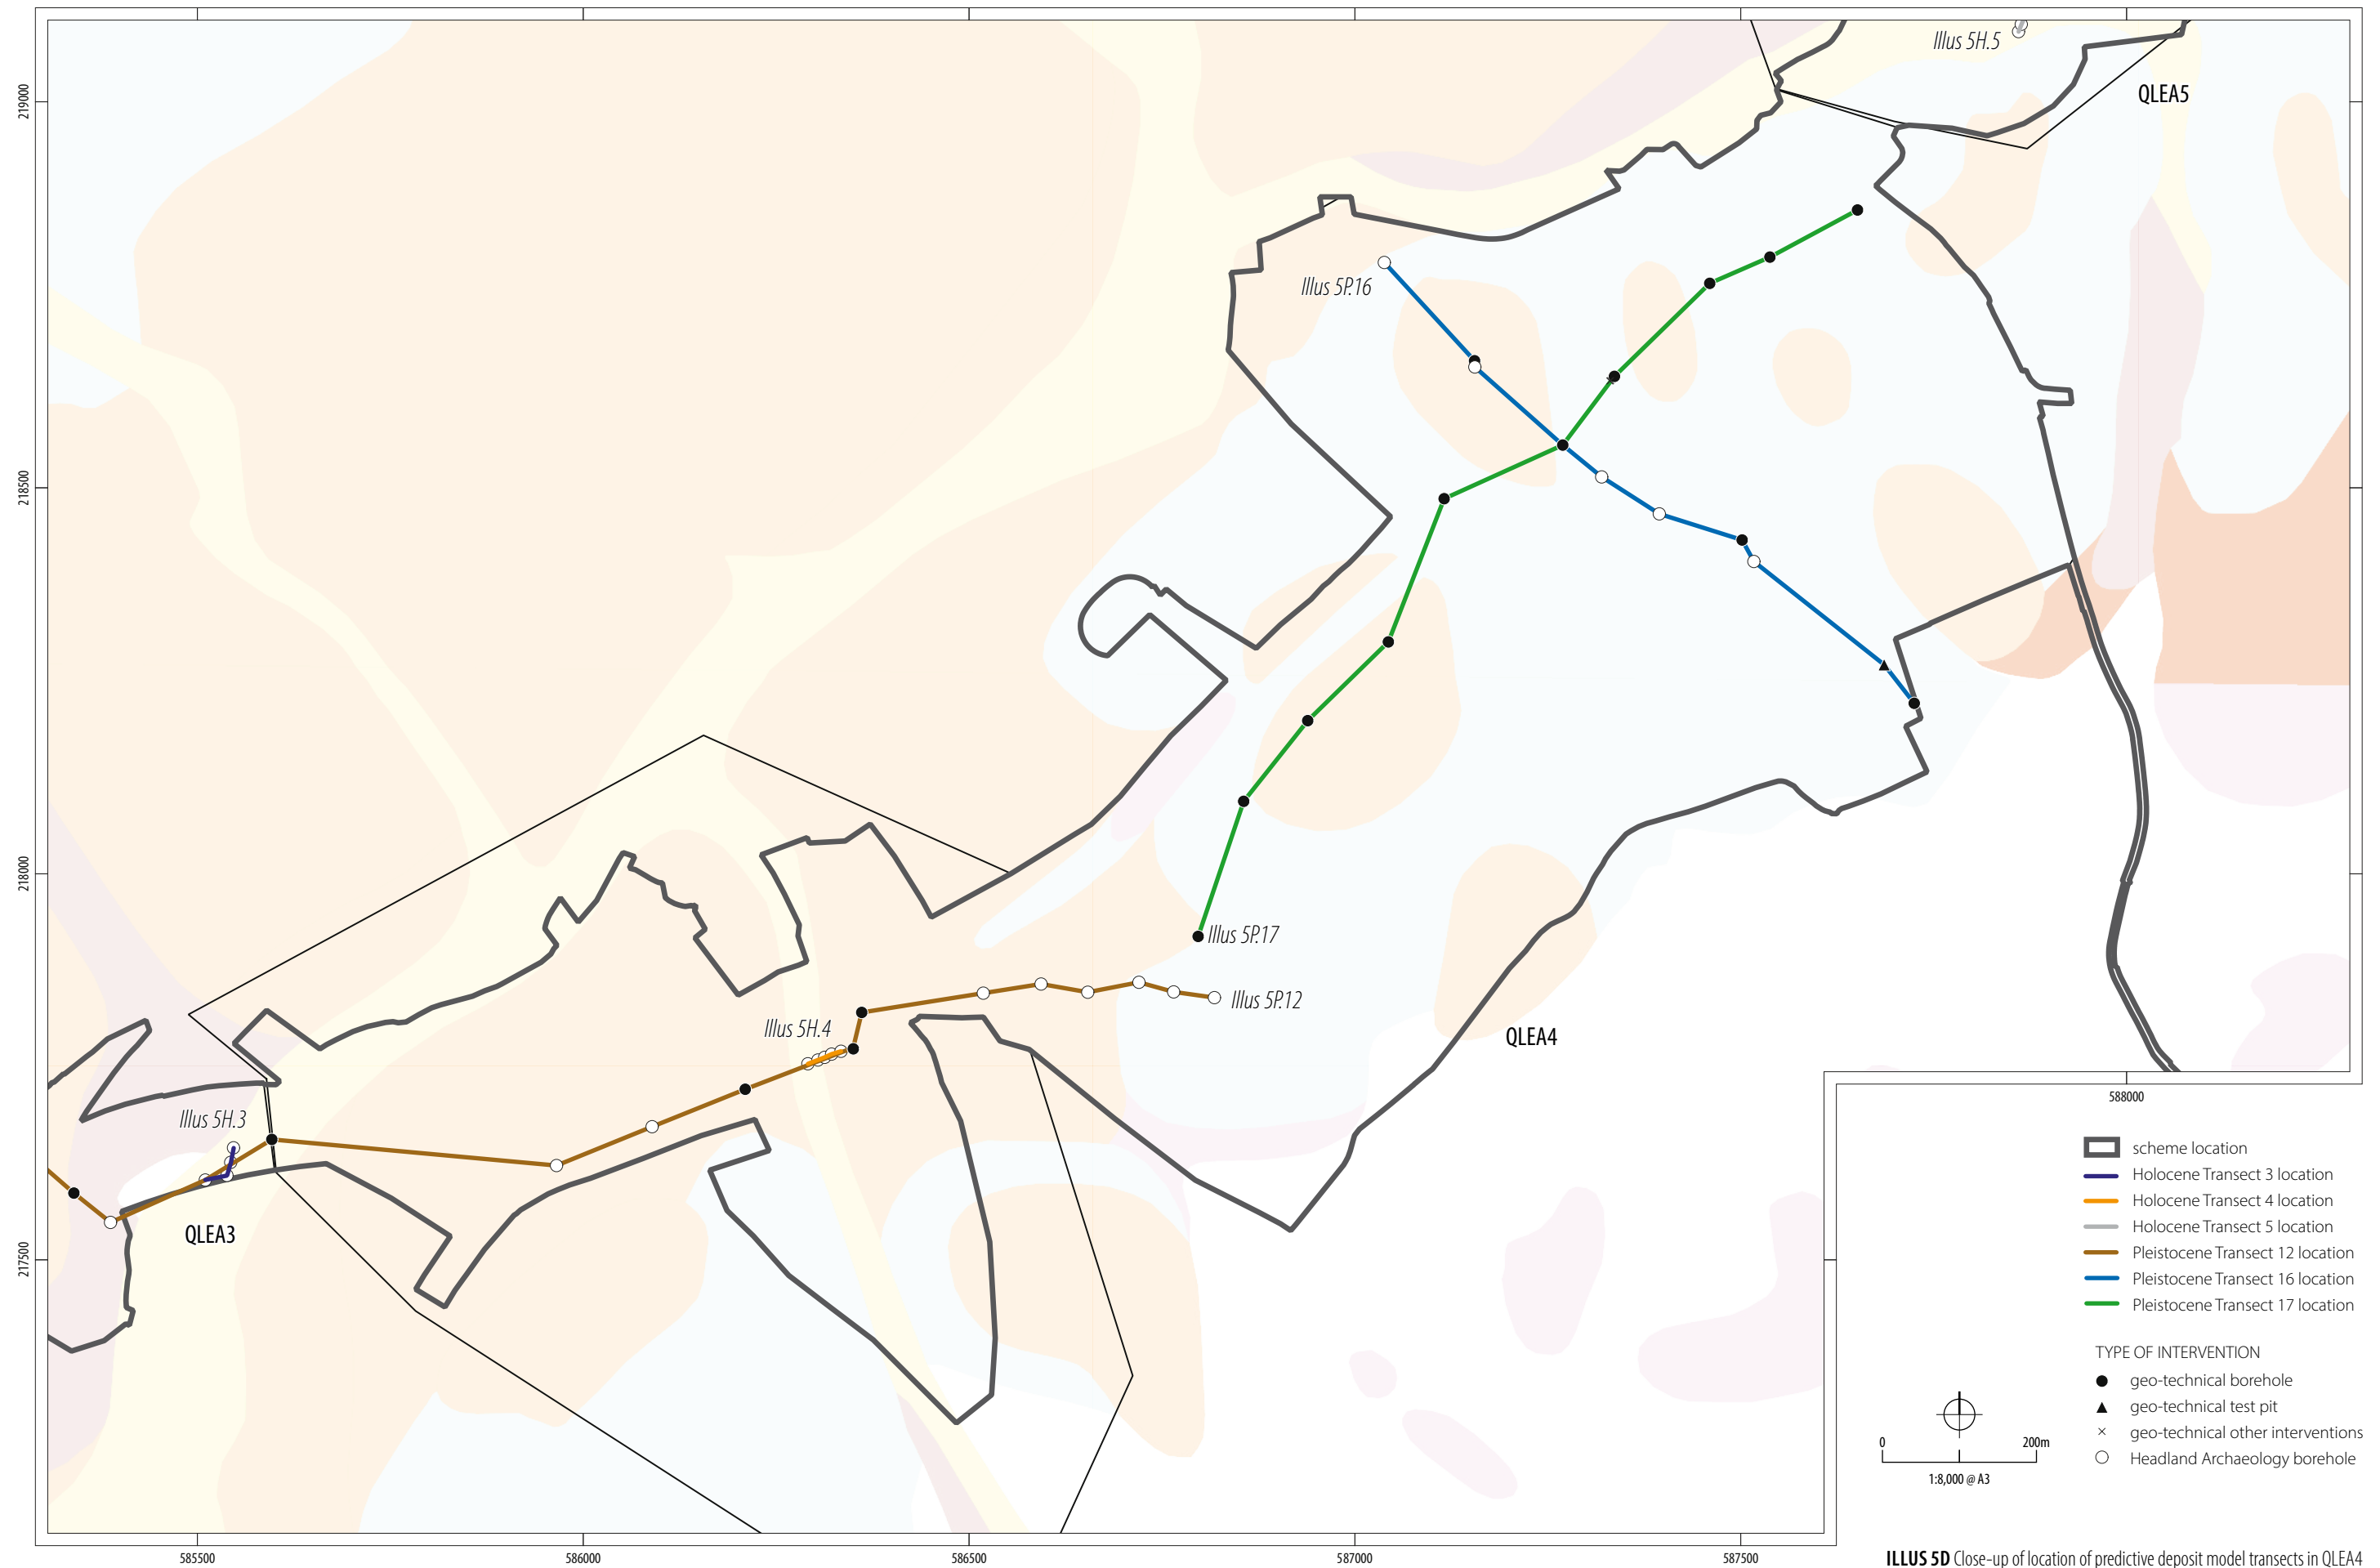 Illus 5H.5
QLEA5
219000
Illus 5P.16
218500
218000
Illus 5P.17
Illus 5P.12
Illus 5H.4
QLEA4
Illus 5H.3
QLEA3
217500
588000
scheme location
Holocene Transect 3 location
Holocene Transect 4 location
Holocene Transect 5 location
Pleistocene Transect 12 location
Pleistocene Transect 16 location
Pleistocene Transect 17 location
TYPE OF INTERVENTION
geo-technical borehole
geo-technical test pit
geo-technical other interventions
Headland Archaeology borehole
0 200m
1:8,000 @ A3
585500 586000 586500 587000 587500
ILLUS 5D Close-up of location of predictive deposit model transects in QLEA4